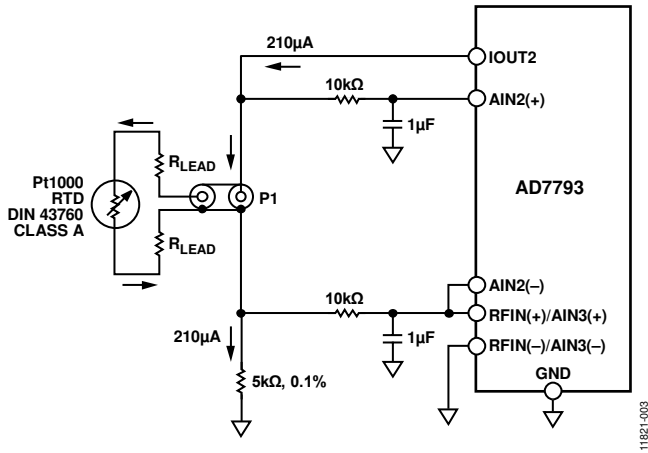 210µA
IOUT2
10kΩ
AIN2(+)
1µF
RLEAD
P1
AD7793
Pt1000
RTD
DIN 43760
CLASS A
RLEAD
AIN2(–)
10kΩ
RFIN(+)/AIN3(+)
210µA
1µF
RFIN(–)/AIN3(–)
5kΩ, 0.1%
GND
11821-003